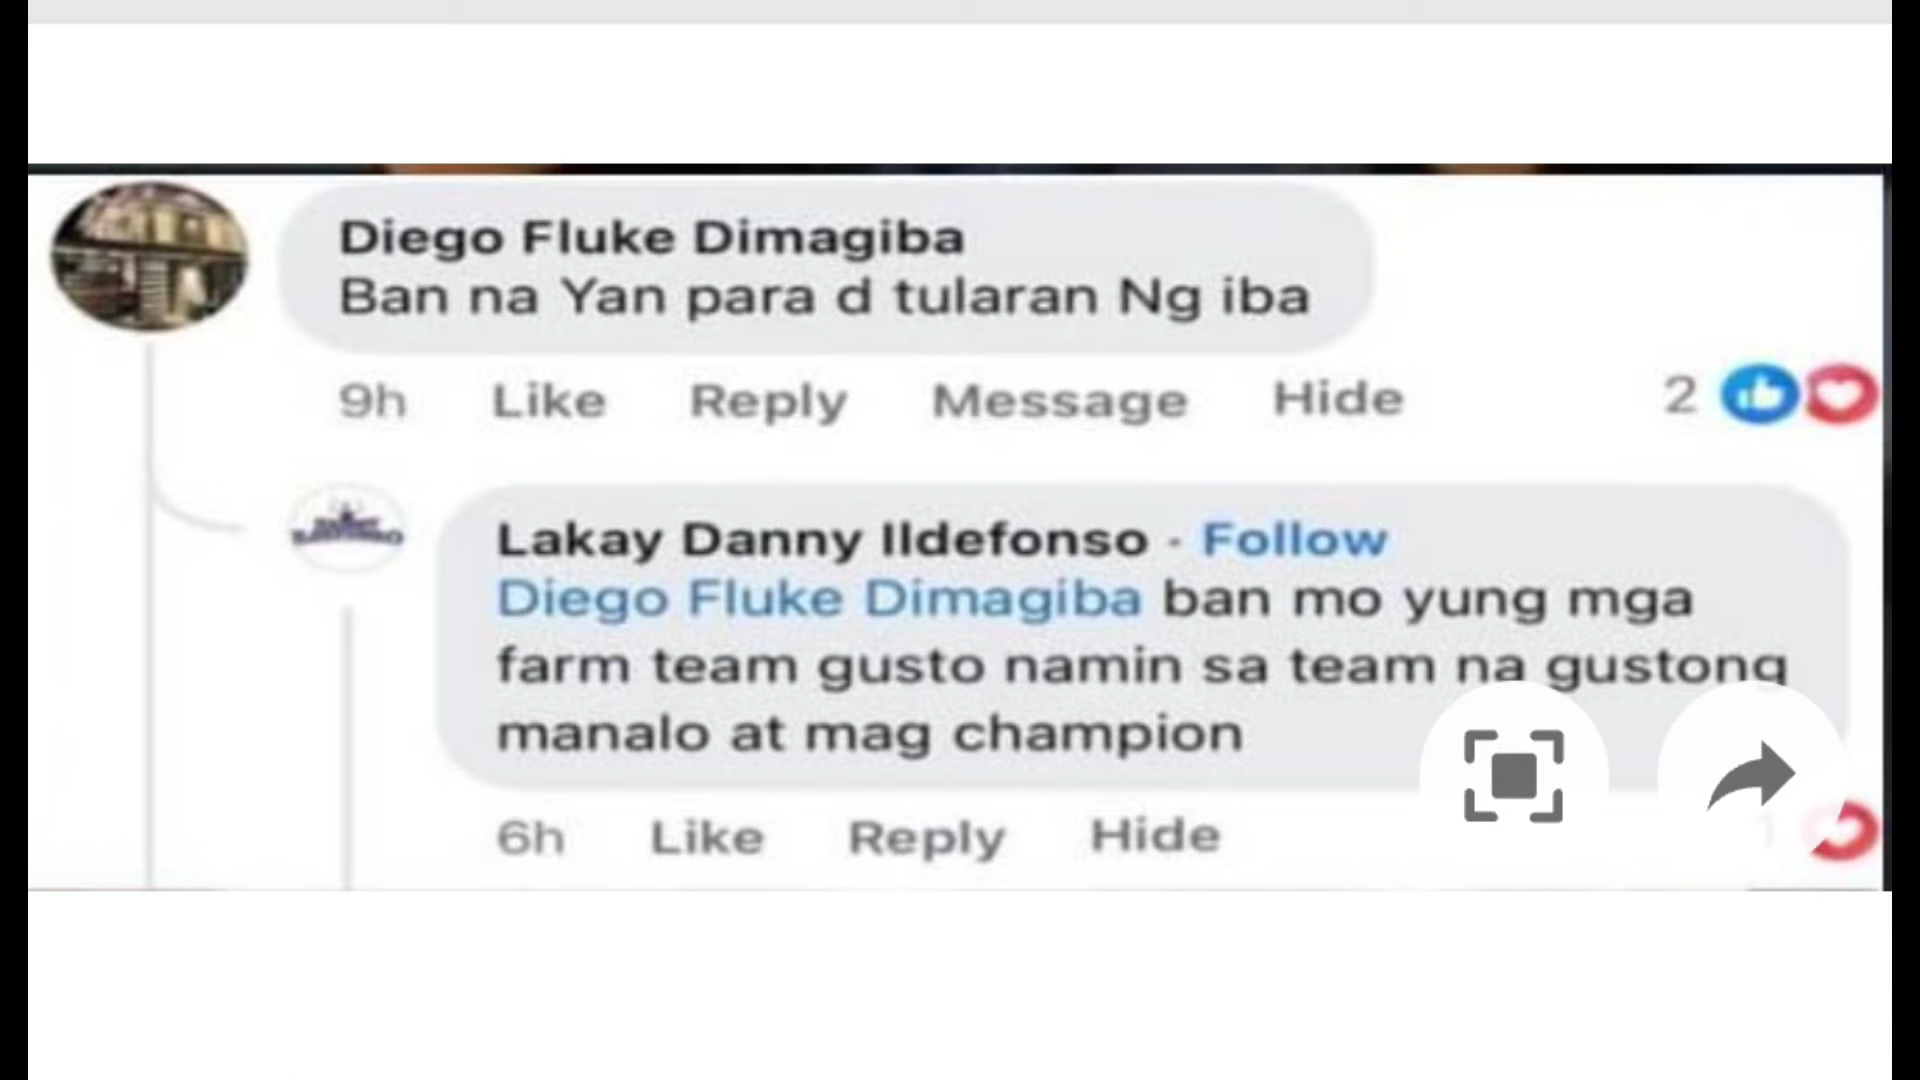 Diego Fluke Dimagiba
Ban na Yan para d tularan Ng iba
9h Like Reply Message Hide 2
Lakay Danny Ildefonso · Follow
Diego Fluke Dimagiba ban mo yung mga
farm team gusto namin sa team na gustong
manalo at mag champion
6h Like Reply Hide 1